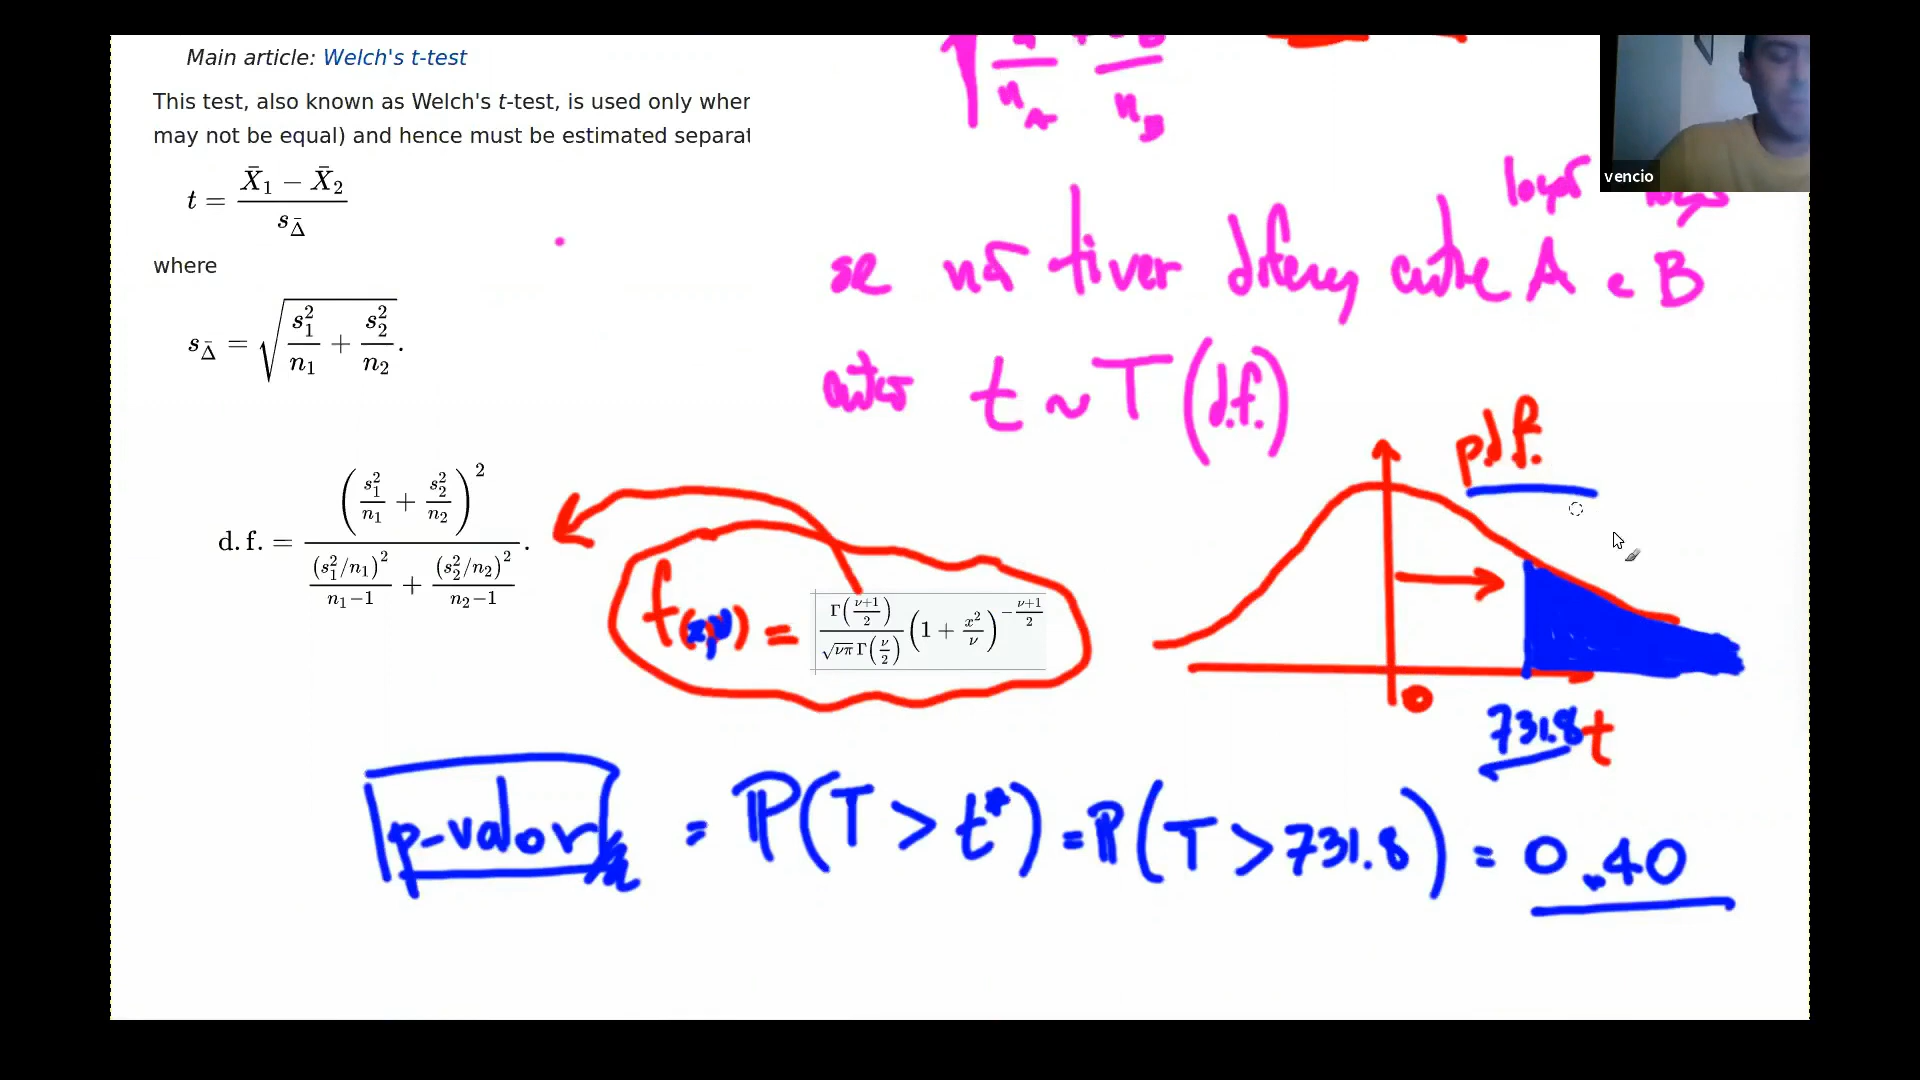 Main article: Welch's t-test
This test, also known as Welch's t-test, is used only wher
may not be equal) and hence must be estimated separat
t = X̄₁ − X̄₂ / s_Δ̄
where
s_Δ̄ = √(s₁²/n₁ + s₂²/n₂).
d.f. = (s₁²/n₁ + s₂²/n₂)² / ((s₁²/n₁)²/(n₁−1) + (s₂²/n₂)²/(n₂−1)).
n_A n_B
vencio
se tiver entre A e B
t ~ T(d.f.)
pdf.
f(x,ν) = Γ((ν+1)/2) / (√(νπ) Γ(ν/2)) (1 + x²/ν)^(−(ν+1)/2)
0
731.8 t
p-valor = P(T > t*) = P(T > 731.8) = 0.40